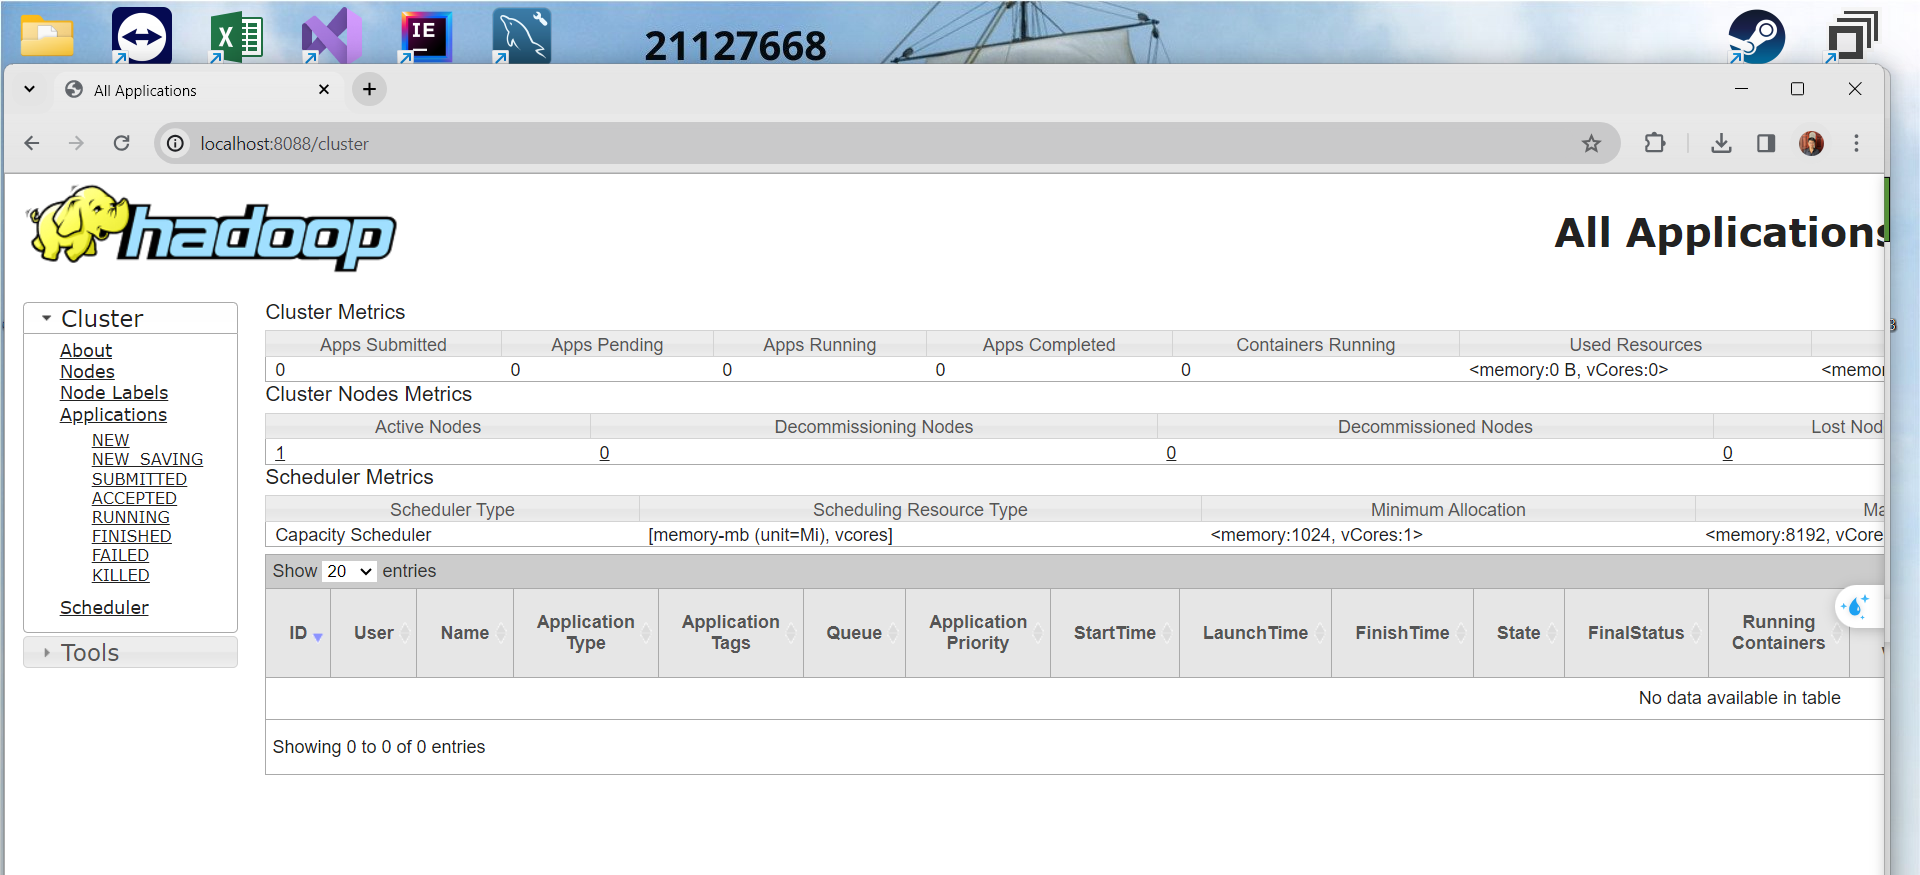 IE
21127668
All Applications
localhost:8088/cluster
hadoop
All Applications
Cluster
About
Nodes
Node Labels
Applications
NEW
NEW_SAVING
SUBMITTED
ACCEPTED
RUNNING
FINISHED
FAILED
KILLED
Scheduler
Tools
Cluster Metrics
Apps Submitted Apps Pending Apps Running Apps Completed Containers Running Used Resources
0 0 0 0 0 <memory:0 B, vCores:0> <memor
Cluster Nodes Metrics
Active Nodes Decommissioning Nodes Decommissioned Nodes Lost Nod
1 0 0 0
Scheduler Metrics
Scheduler Type Scheduling Resource Type Minimum Allocation Ma
Capacity Scheduler [memory-mb (unit=Mi), vcores] <memory:1024, vCores:1> <memory:8192, vCore
Show 20 entries
ID User Name Application Type Application Tags Queue Application Priority StartTime LaunchTime FinishTime State FinalStatus Running Containers
No data available in table
Showing 0 to 0 of 0 entries